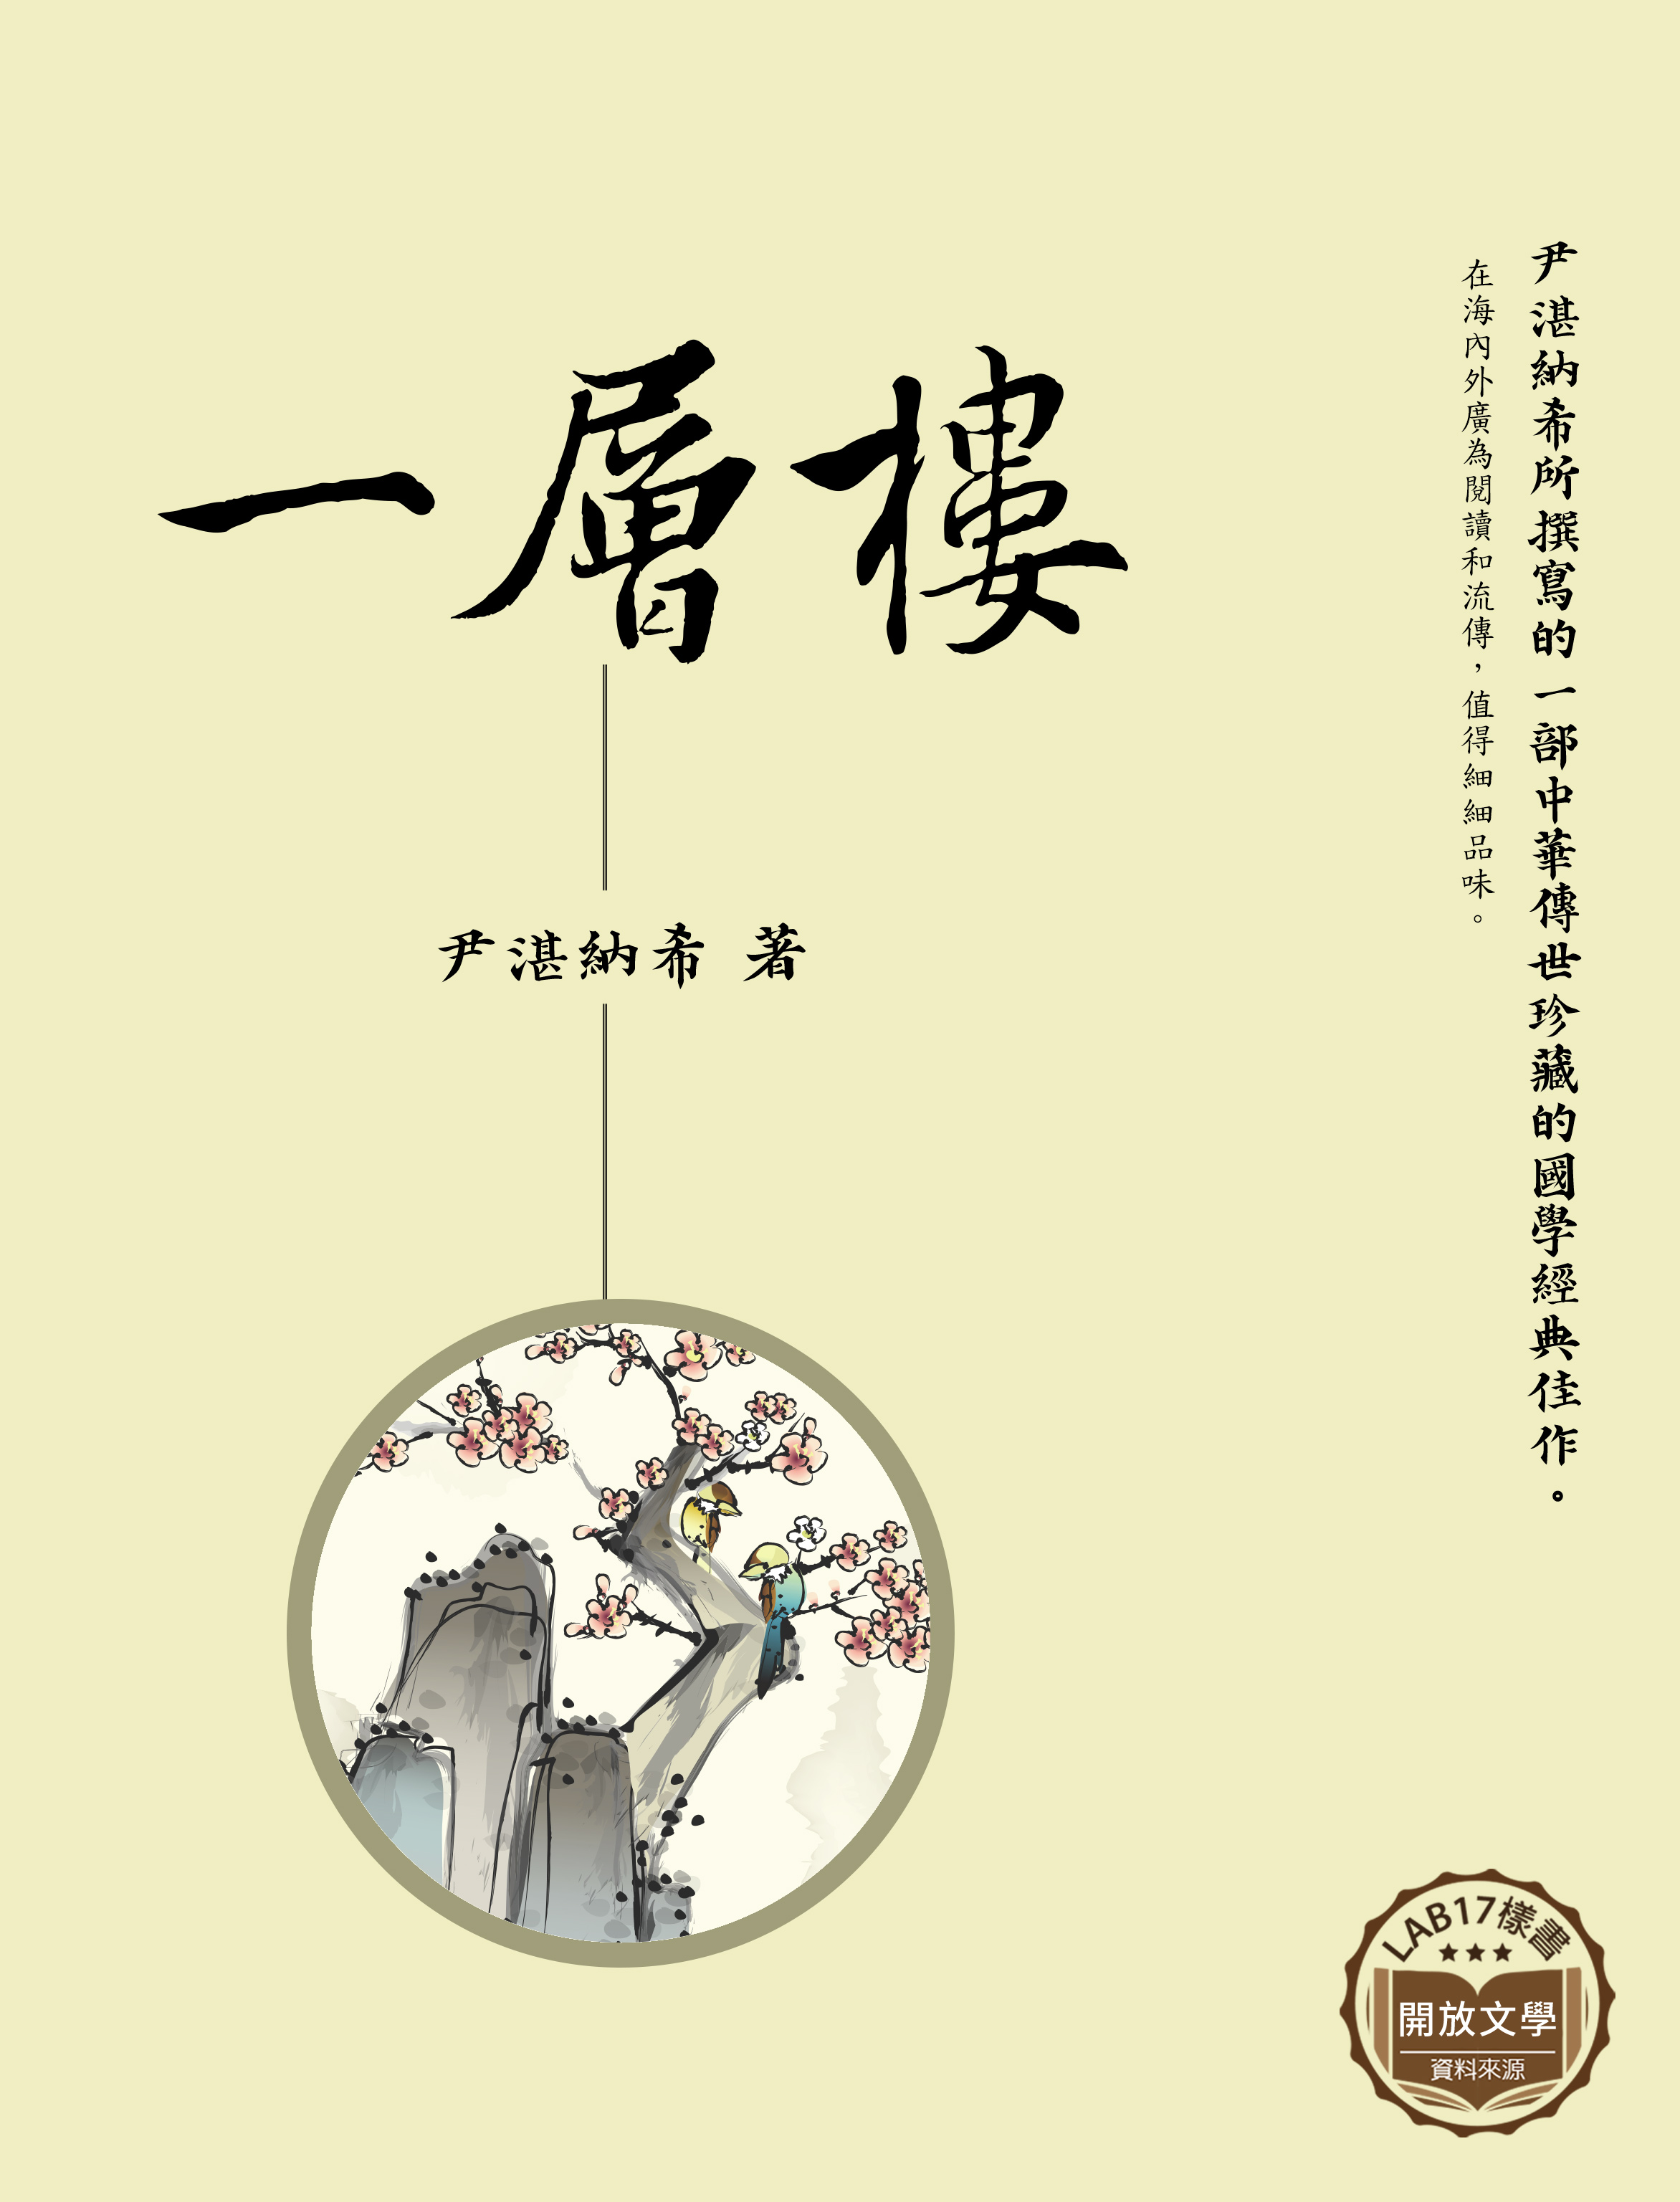 一層樓
尹湛納希 著
尹湛納希所撰寫的一部中華傳世珍藏的國學經典佳作。
在海內外廣為閱讀和流傳，值得細細品味。
LAB17樣書
開放文學
資料來源